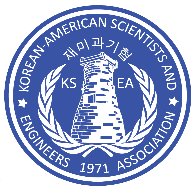 KOREAN-AMERICAN SCIENTISTS AND
ENGINEERS ASSOCIATION
재미과기협
KS EA
1971